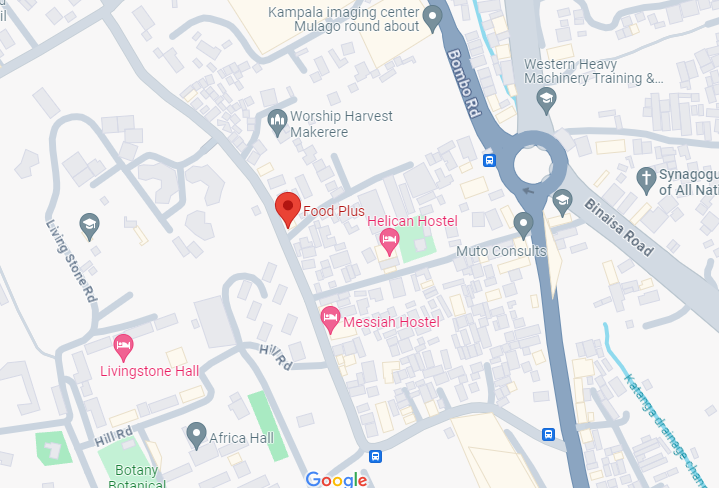 Kampala imaging center
Mulago round about
Bombo Rd
Western Heavy
Machinery Training &...
Worship Harvest
Makerere
Synagogu
of All Nati
Food Plus
Helican Hostel
Binaisa Road
Living Stone Rd
Muto Consults
Messiah Hostel
Hill Rd
Livingstone Hall
Katanga drainage chann
Hill Rd
Africa Hall
Botany
Botanical
Google